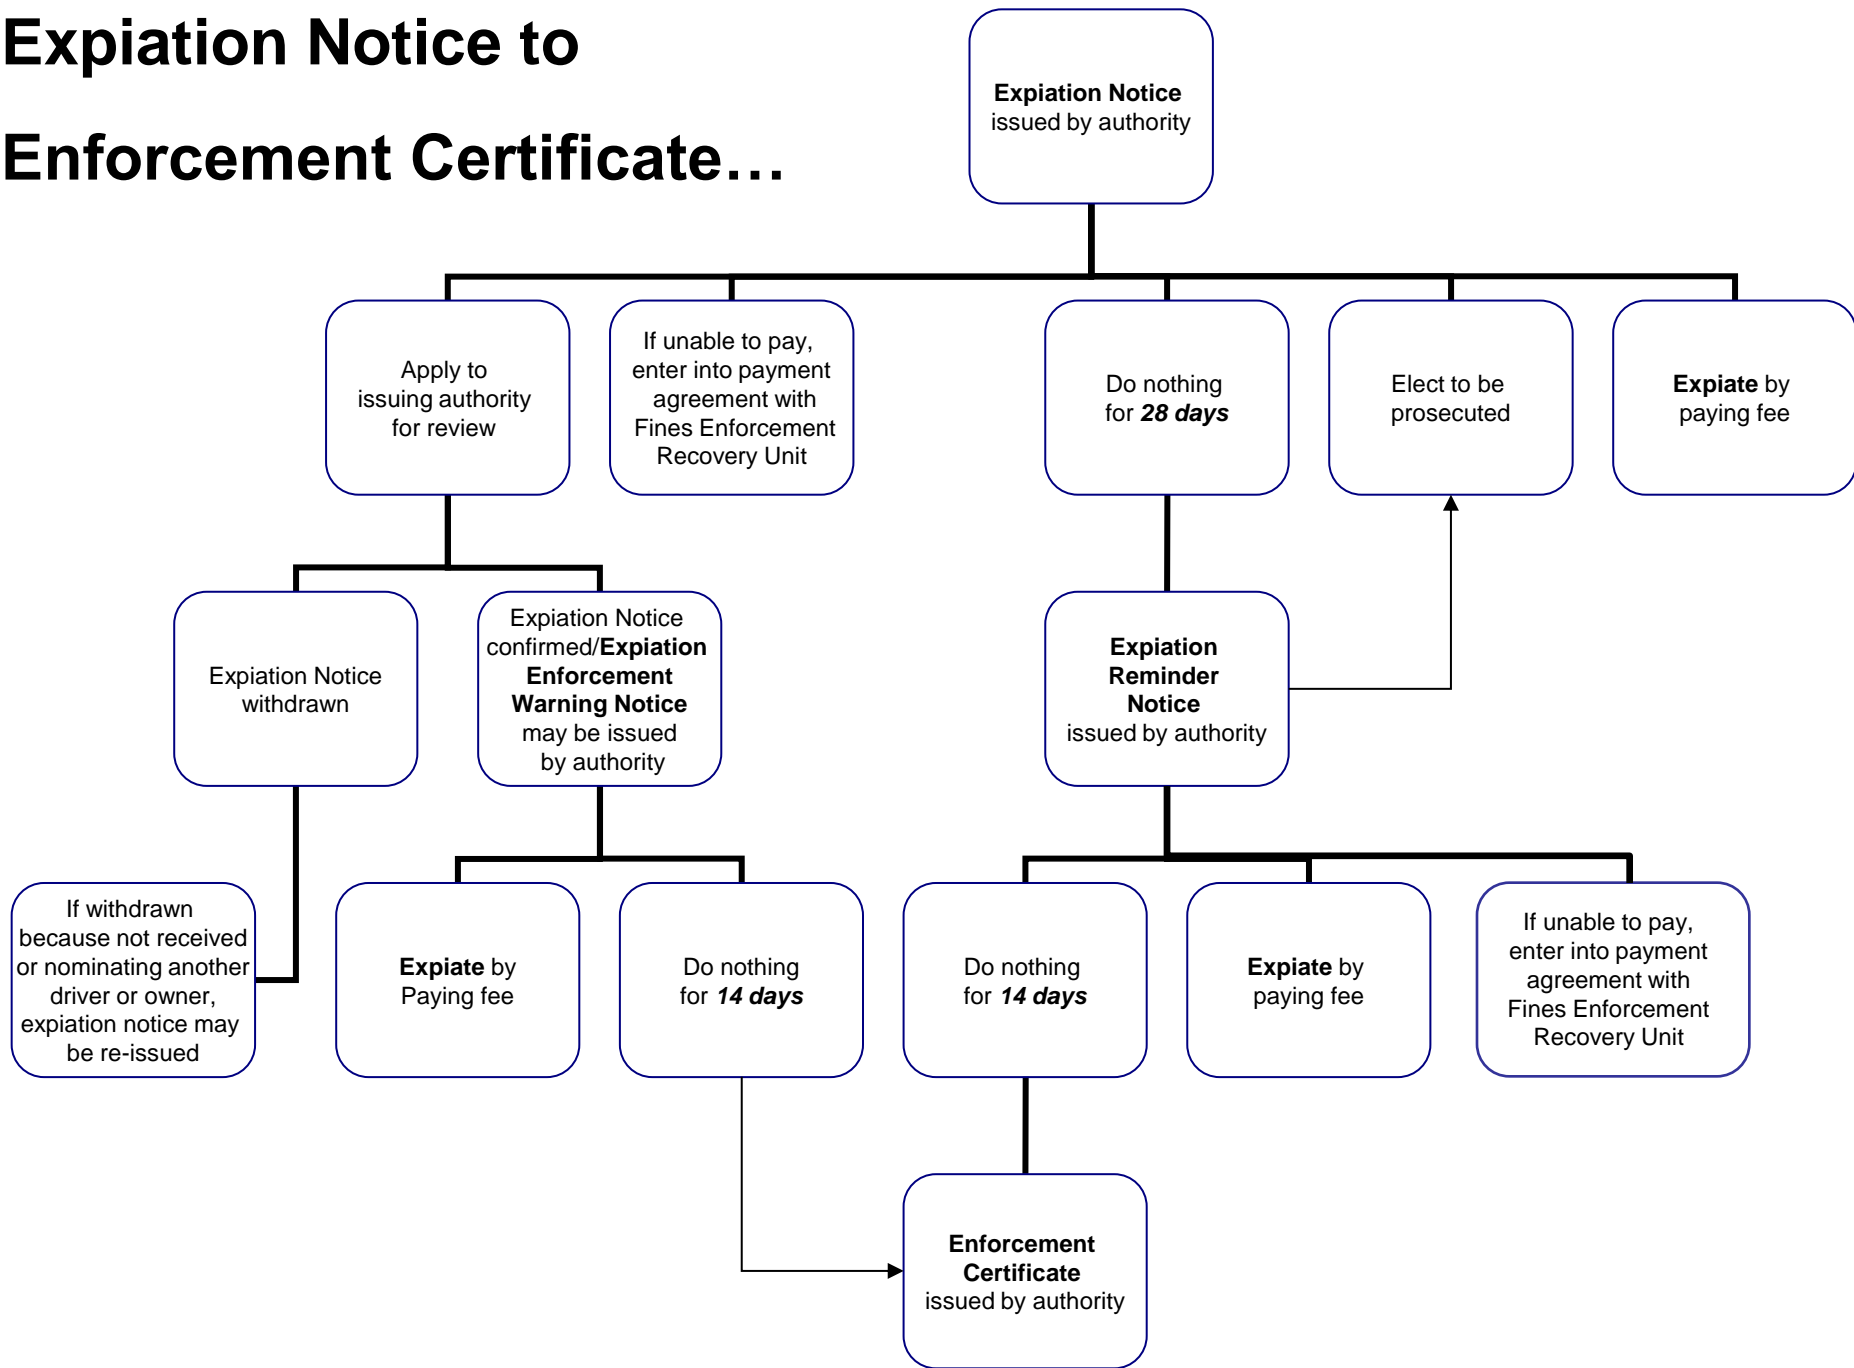 Expiation Notice to
Enforcement Certificate…
Expiation Notice
issued by authority
Apply to
issuing authority
for review
If unable to pay,
enter into payment
agreement with
Fines Enforcement
Recovery Unit
Do nothing
for 28 days
Elect to be
prosecuted
Expiate by
paying fee
Expiation Notice
withdrawn
Expiation Notice
confirmed/Expiation
Enforcement
Warning Notice
may be issued
by authority
Expiation
Reminder
Notice
issued by authority
If withdrawn
because not received
or nominating another
driver or owner,
expiation notice may
be re-issued
Expiate by
Paying fee
Do nothing
for 14 days
Do nothing
for 14 days
Expiate by
paying fee
If unable to pay,
enter into payment
agreement with
Fines Enforcement
Recovery Unit
Enforcement
Certificate
issued by authority